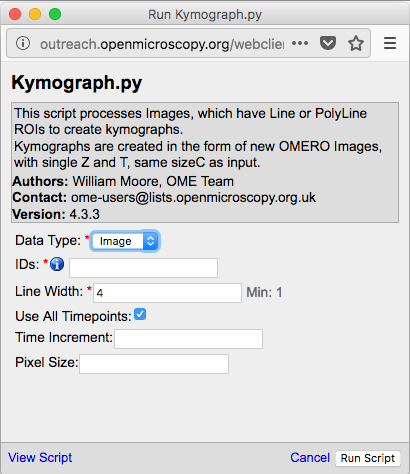 Run Kymograph.py
outreach.openmicroscopy.org/webclien
Kymograph.py
This script processes Images, which have Line or PolyLine
ROIs to create kymographs.
Kymographs are created in the form of new OMERO Images,
with single Z and T, same sizeC as input.
Authors: William Moore, OME Team
Contact: ome-users@lists.openmicroscopy.org.uk
Version: 4.3.3
Data Type: * Image
IDs: *
Line Width: * 4 Min: 1
Use All Timepoints:
Time Increment:
Pixel Size:
View Script Cancel Run Script